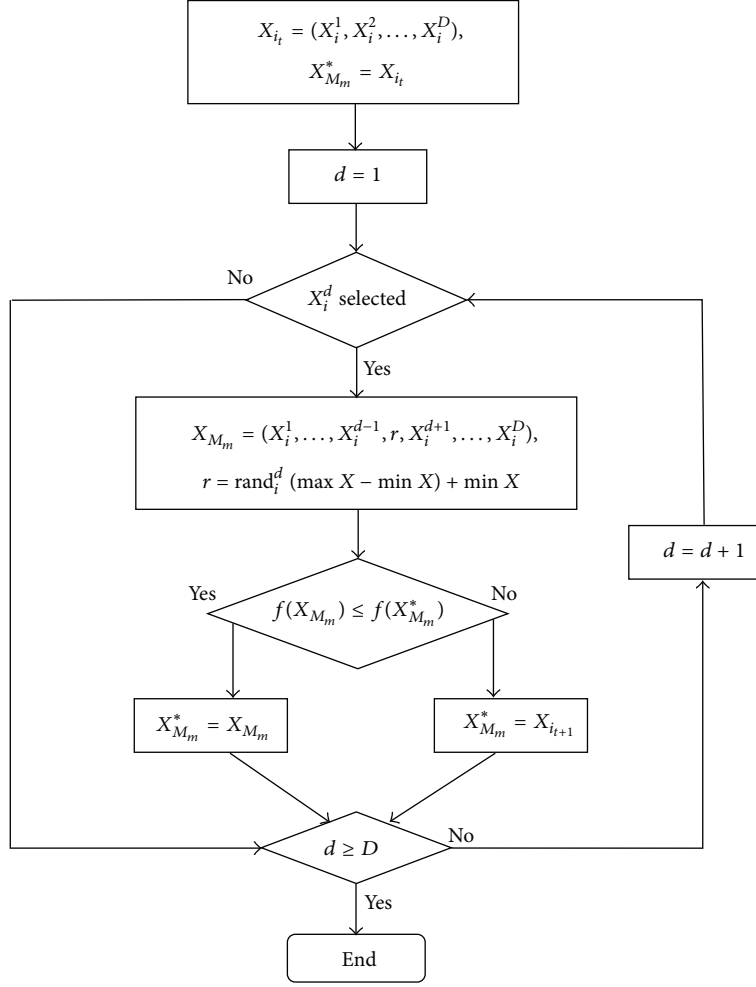 X_{i_t} = (X_i^1, X_i^2, ..., X_i^D),
X^*_{M_m} = X_{i_t}
d = 1
No
X_i^d selected
Yes
X_{M_m} = (X_i^1, ..., X_i^{d−1}, r, X_i^{d+1}, ..., X_i^D),
r = rand_i^d (max X − min X) + min X
d = d + 1
Yes
No
f(X_{M_m}) ≤ f(X^*_{M_m})
X^*_{M_m} = X_{M_m}
X^*_{M_m} = X_{i_{t+1}}
d ≥ D
No
Yes
End